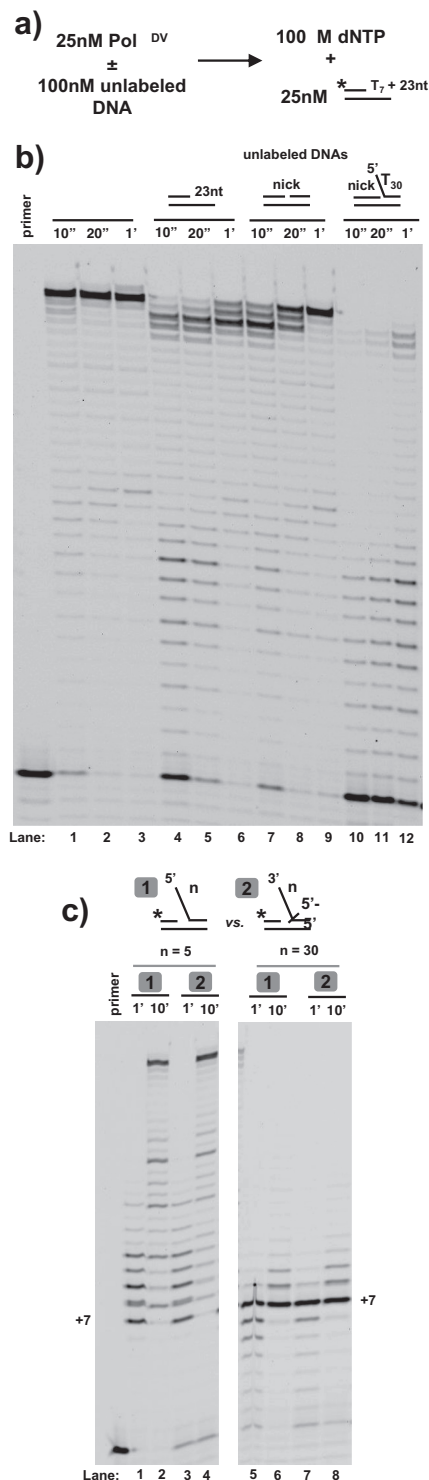 a)
25nM Pol DV
±
100nM unlabeled
DNA
100 M dNTP
+
25nM * T7 + 23nt
b)
unlabeled DNAs
primer
23nt
nick
5’
nick T30
10” 20” 1’ 10” 20” 1’ 10” 20” 1’ 10” 20” 1’
Lane: 1 2 3 4 5 6 7 8 9 10 11 12
c)
1 5’ n
*
vs.
2 3’ n
5’-
5’
*
n = 5 n = 30
primer
1 2 1 2
1’ 10’ 1’ 10’ 1’ 10’ 1’ 10’
+7
+7
Lane: 1 2 3 4 5 6 7 8